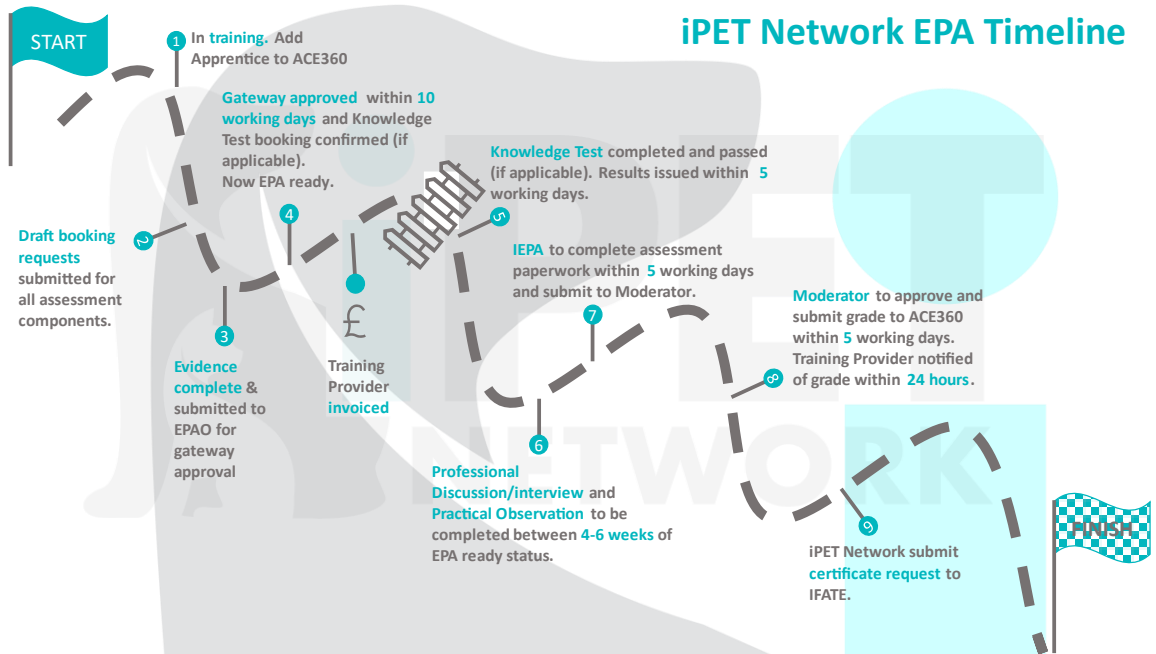 START
iPET Network EPA Timeline
1
In training. Add
Apprentice to ACE360
2
Draft booking
requests
submitted for
all assessment
components.
3
Evidence
complete &
submitted to
EPAO for
gateway
approval
Gateway approved within 10
working days and Knowledge
Test booking confirmed (if
applicable).
Now EPA ready.
4
£
Training
Provider
invoiced
Knowledge Test completed and passed
(if applicable). Results issued within 5
working days.
5
6
Professional
Discussion/interview and
Practical Observation to be
completed between 4-6 weeks of
EPA ready status.
IEPA to complete assessment
paperwork within 5 working days
and submit to Moderator.
7
Moderator to approve and
submit grade to ACE360
within 5 working days.
Training Provider notified
of grade within 24 hours.
8
9
iPET Network submit
certificate request to
IFATE.
FINISH
iPET
NETWORK